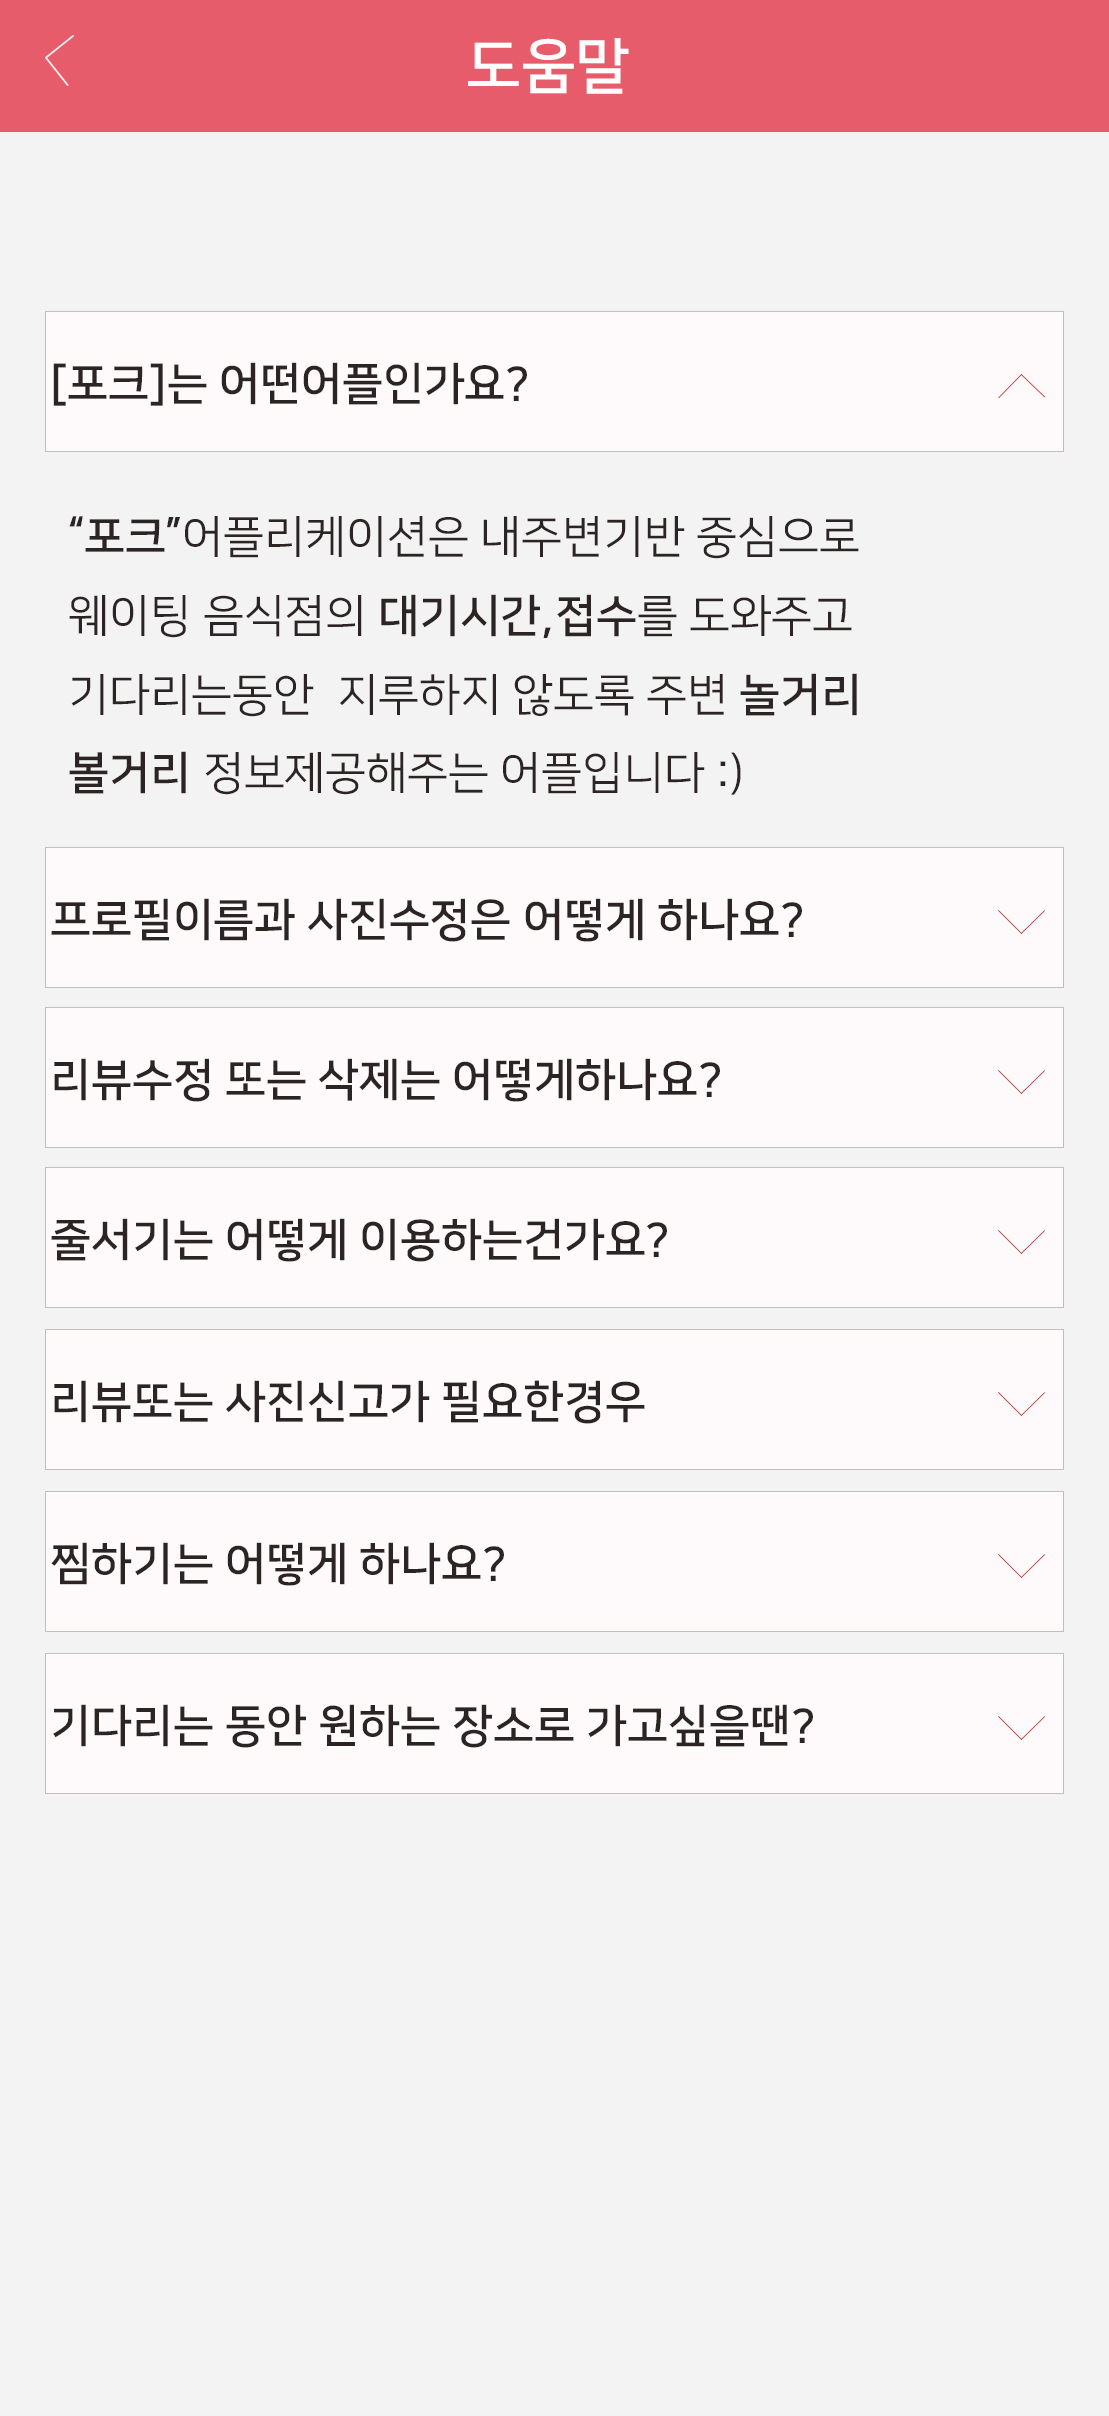 도움말
[포크]는 어떤어플인가요?
“포크”어플리케이션은 내주변기반 중심으로
웨이팅 음식점의 대기시간,접수를 도와주고
기다리는동안  지루하지 않도록 주변 놀거리
볼거리 정보제공해주는 어플입니다 :)
프로필이름과 사진수정은 어떻게 하나요?
리뷰수정 또는 삭제는 어떻게하나요?
줄서기는 어떻게 이용하는건가요?
리뷰또는 사진신고가 필요한경우
찜하기는 어떻게 하나요?
기다리는 동안 원하는 장소로 가고싶을땐?